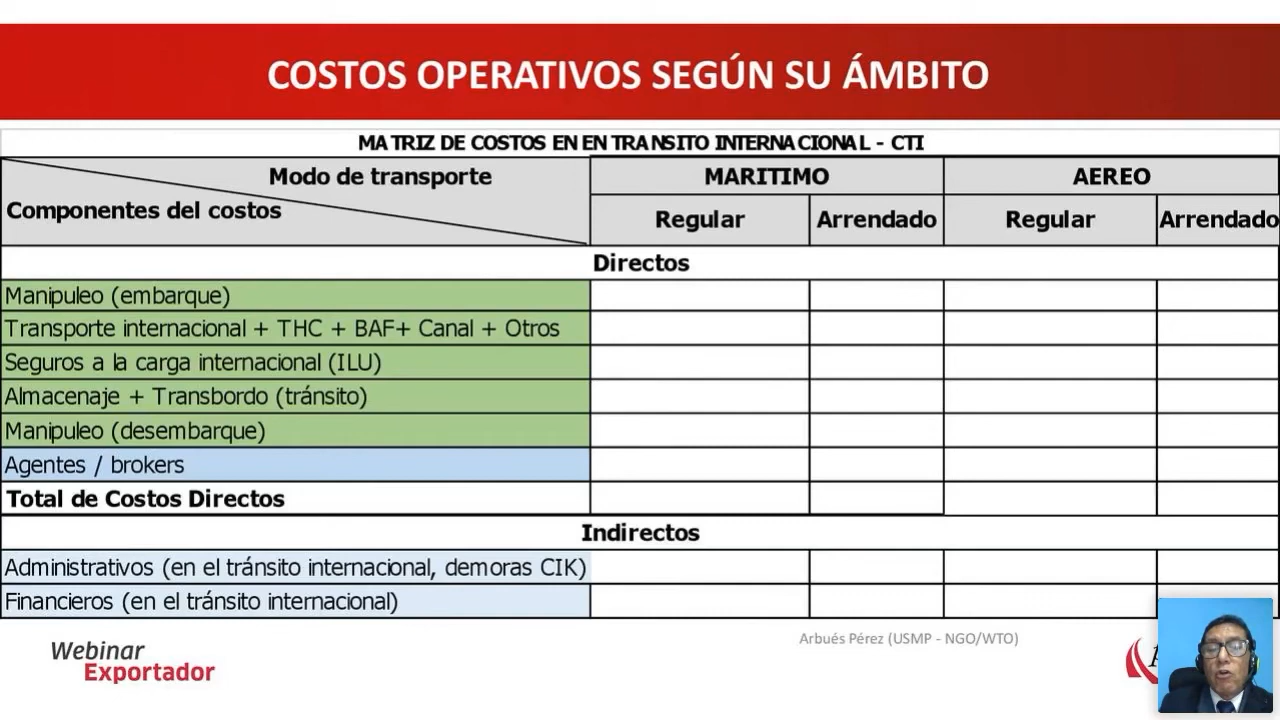 COSTOS OPERATIVOS SEGÚN SU ÁMBITO
MATRIZ DE COSTOS EN EN TRANSITO INTERNACIONAL - CTI
Modo de transporte
Componentes del costos
MARITIMO
AEREO
Regular
Arrendado
Regular
Arrendado
Directos
Manipuleo (embarque)
Transporte internacional + THC + BAF+ Canal + Otros
Seguros a la carga internacional (ILU)
Almacenaje + Transbordo (tránsito)
Manipuleo (desembarque)
Agentes / brokers
Total de Costos Directos
Indirectos
Administrativos (en el tránsito internacional, demoras CIK)
Financieros (en el tránsito internacional)
Webinar
Exportador
Arbués Pérez (USMP - NGO/WTO)